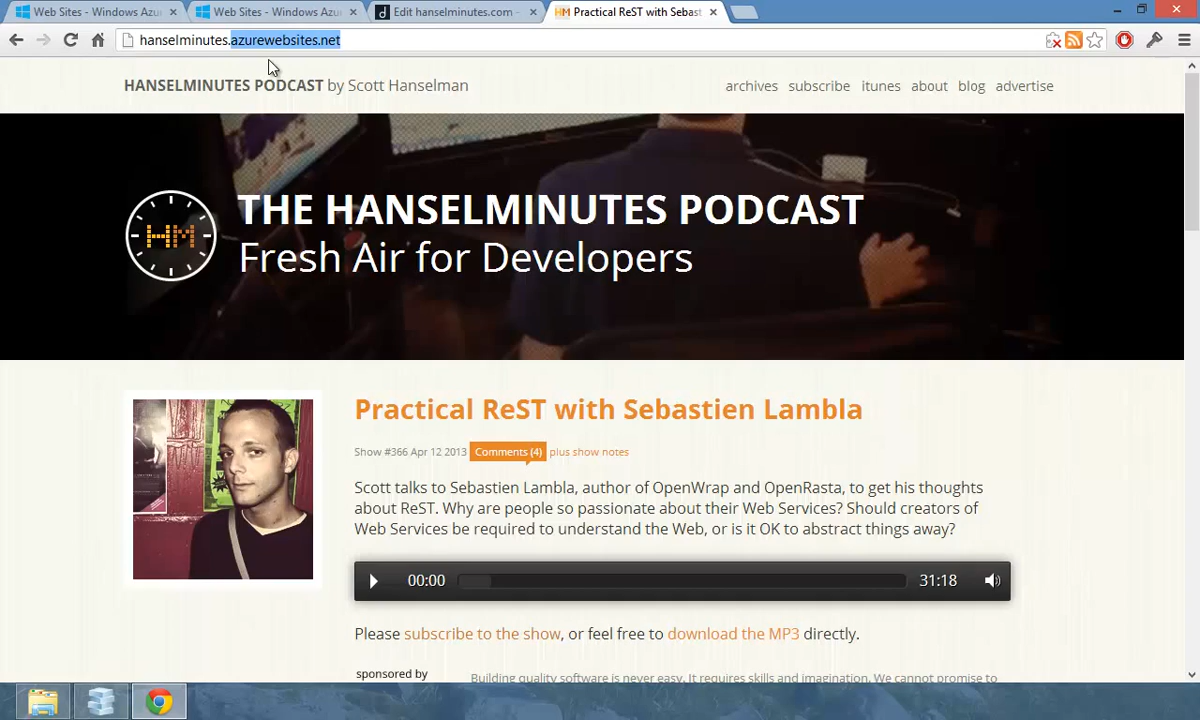 Web Sites - Windows Azu
Web Sites - Windows Azu
Edit hanselminutes.com -
HM Practical ReST with Sebast
hanselminutes.azurewebsites.net
HANSELMINUTES PODCAST by Scott Hanselman
archives subscribe itunes about blog advertise
HM
THE HANSELMINUTES PODCAST
Fresh Air for Developers
Practical ReST with Sebastien Lambla
Show #366 Apr 12 2013 Comments (4) plus show notes
Scott talks to Sebastien Lambla, author of OpenWrap and OpenRasta, to get his thoughts
about ReST. Why are people so passionate about their Web Services? Should creators of
Web Services be required to understand the Web, or is it OK to abstract things away?
00:00 31:18
Please subscribe to the show, or feel free to download the MP3 directly.
sponsored by
Building quality software is never easy. It requires skills and imagination. We cannot promise to